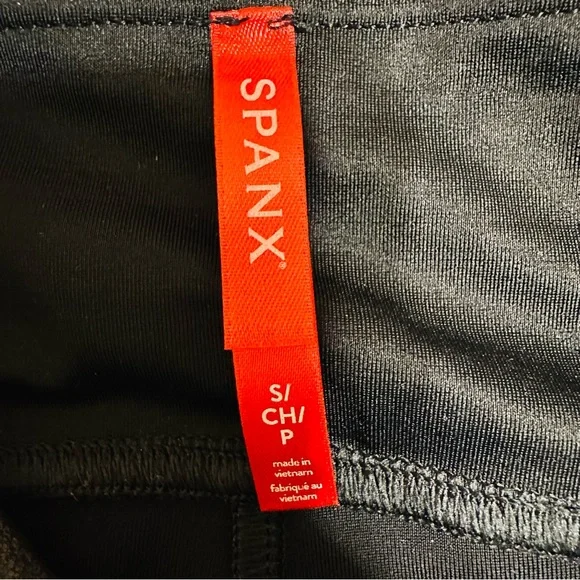 SPANX®
S/
CH/
P
made in
vietnam
fabriqué au
vietnam